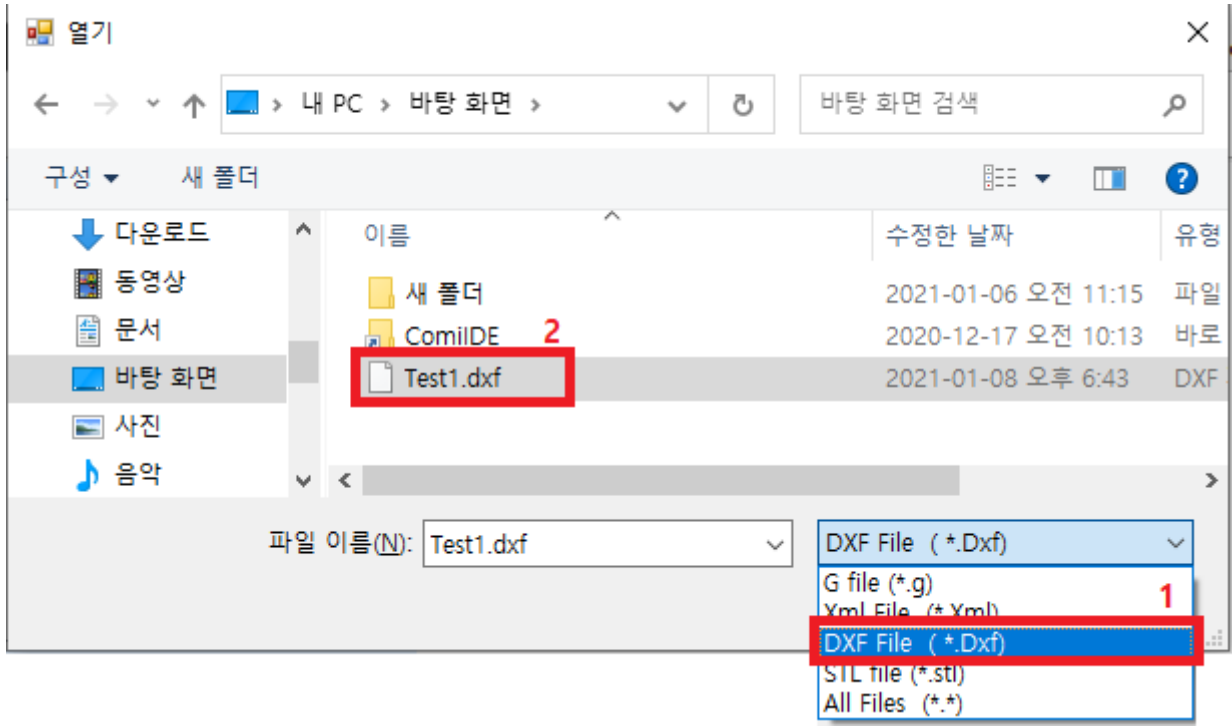 열기
내 PC > 바탕 화면 >
바탕 화면 검색
구성
새 폴더
다운로드
동영상
문서
바탕 화면
사진
음악
이름 수정한 날짜 유형
새 폴더 2021-01-06 오전 11:15 파일
ComiIDE 2020-12-17 오전 10:13 바로
2
Test1.dxf 2021-01-08 오후 6:43 DXF
파일 이름(N): Test1.dxf
DXF File ( *.Dxf)
G file (*.g)
1
Xml File (*.Xml)
DXF File ( *.Dxf)
STL file (*.stl)
All Files (*.*)